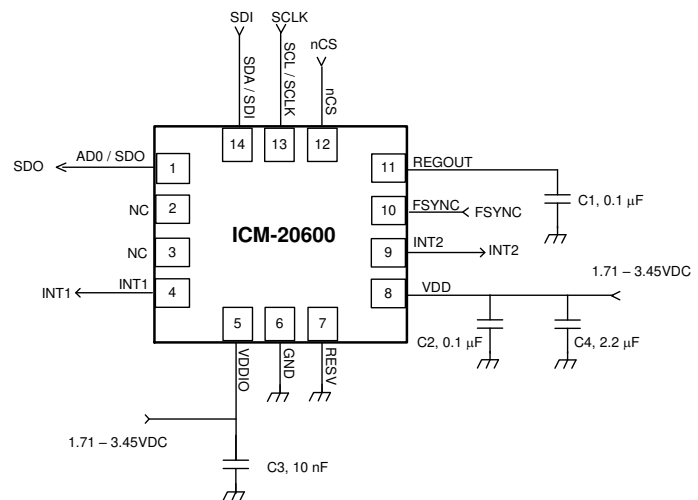 SDI
SCLK
nCS
SDA / SDI
SCL / SCLK
nCS
14
13
12
SDO
AD0 / SDO
1
11
REGOUT
C1, 0.1 μF
NC
2
10
FSYNC
FSYNC
ICM-20600
NC
3
9
INT2
INT2
INT1
INT1
4
8
VDD
1.71 – 3.45VDC
5
6
7
C2, 0.1 μF
C4, 2.2 μF
VDDIO
GND
RESV
1.71 – 3.45VDC
C3, 10 nF